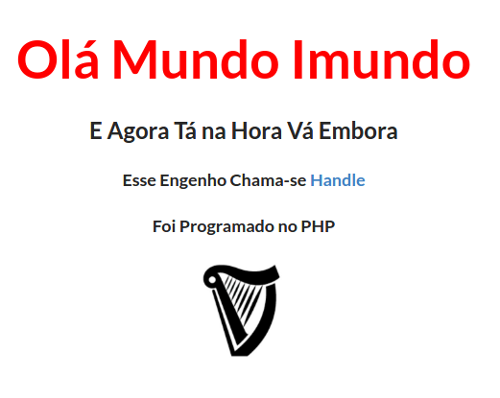 Olá Mundo Imundo
E Agora Tá na Hora Vá Embora
Esse Engenho Chama-se Handle
Foi Programado no PHP